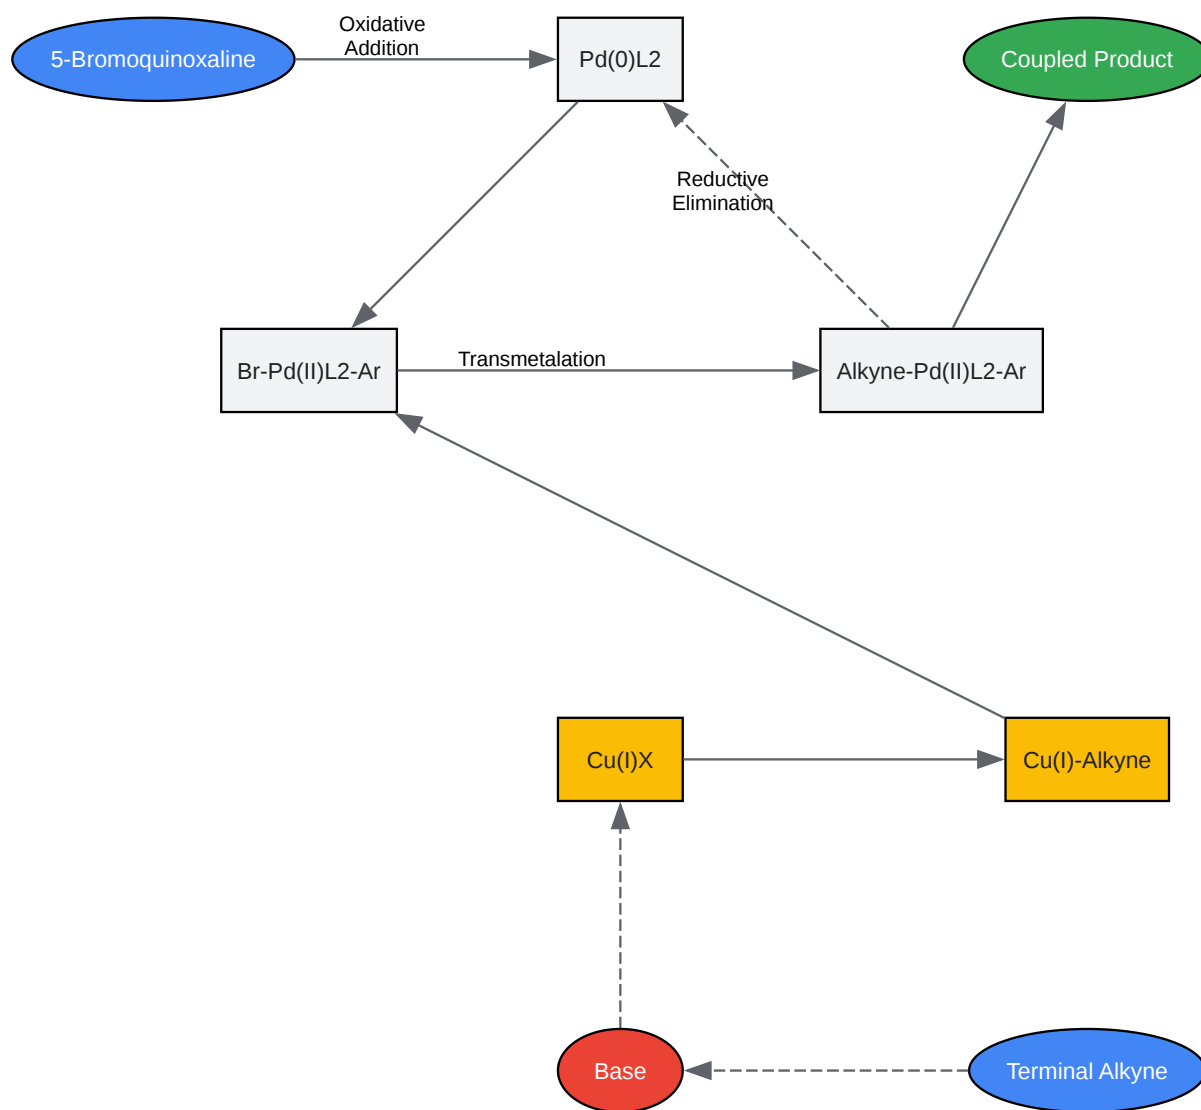 Oxidative
Addition
5-Bromoquinoxaline
Pd(0)L2
Coupled Product
Reductive
Elimination
Br-Pd(II)L2-Ar
Transmetalation
Alkyne-Pd(II)L2-Ar
Cu(I)X
Cu(I)-Alkyne
Base
Terminal Alkyne